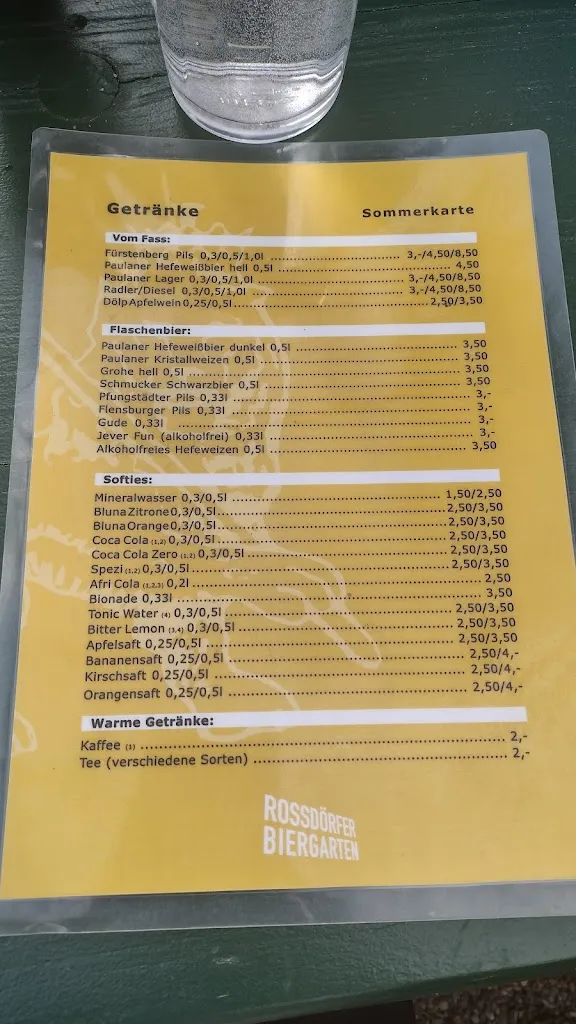 Getränke Sommerkarte
Vom Fass:
Fürstenberg Pils 0,3/0,5/1,0l ................................ 3,-/4,50/8,50
Paulaner Hefeweißbier hell 0,5l ............................................ 4,50
Paulaner Lager 0,3/0,5/1,0l .................................. 3,-/4,50/8,50
Radler/Diesel 0,3/0,5/1,0l ................................... 3,-/4,50/8,50
Dölp Apfelwein 0,25/0,5l ............................................ 2,50/3,50
Flaschenbier:
Paulaner Hefeweißbier dunkel 0,5l ........................................ 3,50
Paulaner Kristallweizen 0,5l ................................................ 3,50
Grohe hell 0,5l ................................................................ 3,50
Schmucker Schwarzbier 0,5l ............................................... 3,50
Pfungstädter Pils 0,33l ......................................................... 3,-
Flensburger Pils 0,33l .......................................................... 3,-
Gude 0,33l ....................................................................... 3,-
Jever Fun (alkoholfrei) 0,33l .................................................. 3,-
Alkoholfreies Hefeweizen 0,5l ............................................. 3,50
Softies:
Mineralwasser 0,3/0,5l ............................................ 1,50/2,50
Bluna Zitrone 0,3/0,5l .............................................. 2,50/3,50
Bluna Orange 0,3/0,5l .............................................. 2,50/3,50
Coca Cola (1,2) 0,3/0,5l ............................................ 2,50/3,50
Coca Cola Zero (1,2) 0,3/0,5l ...................................... 2,50/3,50
Spezi (1,2) 0,3/0,5l .................................................. 2,50/3,50
Afri Cola (1,2,3) 0,2l ........................................................ 2,50
Bionade 0,33l ............................................................... 3,50
Tonic Water (4) 0,3/0,5l ............................................ 2,50/3,50
Bitter Lemon (3,4) 0,3/0,5l ......................................... 2,50/3,50
Apfelsaft 0,25/0,5l .................................................. 2,50/3,50
Bananensaft 0,25/0,5l ................................................ 2,50/4,-
Kirschsaft 0,25/0,5l .................................................. 2,50/4,-
Orangensaft 0,25/0,5l ................................................ 2,50/4,-
Warme Getränke:
Kaffee (1) ....................................................................... 2,-
Tee (verschiedene Sorten) ................................................. 2,-
ROSSDÖRFER
BIERGARTEN